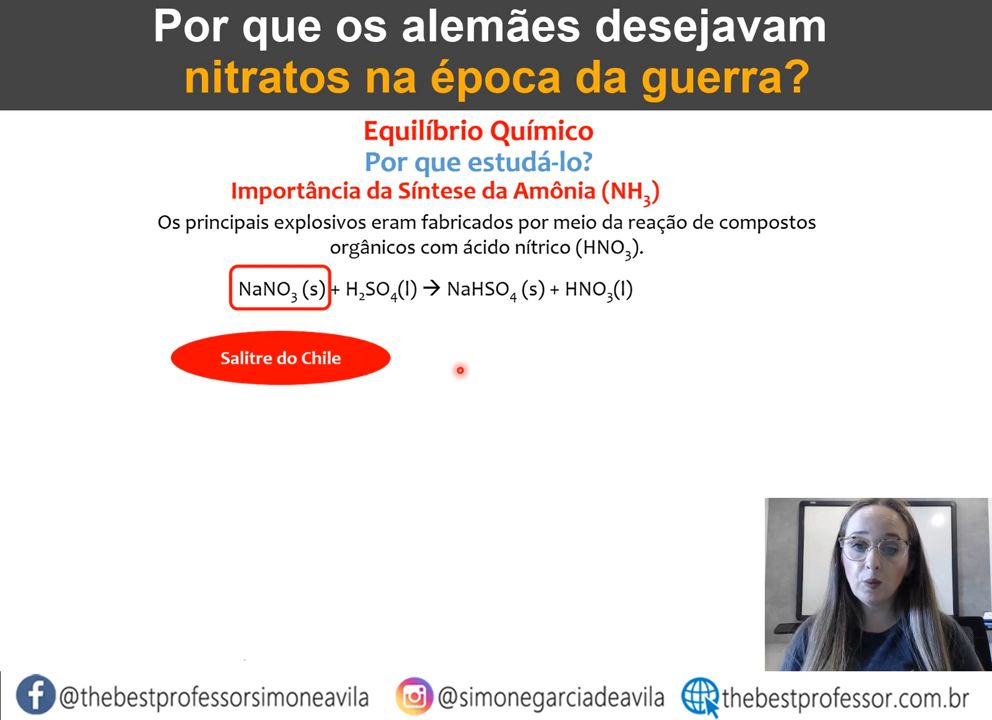 Por que os alemães desejavam
nitratos na época da guerra?
Equilíbrio Químico
Por que estudá-lo?
Importância da Síntese da Amônia (NH₃)
Os principais explosivos eram fabricados por meio da reação de compostos
orgânicos com ácido nítrico (HNO₃).
NaNO₃ (s) + H₂SO₄(l) → NaHSO₄ (s) + HNO₃(l)
Salitre do Chile
@thebestprofessorsimoneavila @simonegarciadeavila thebestprofessor.com.br